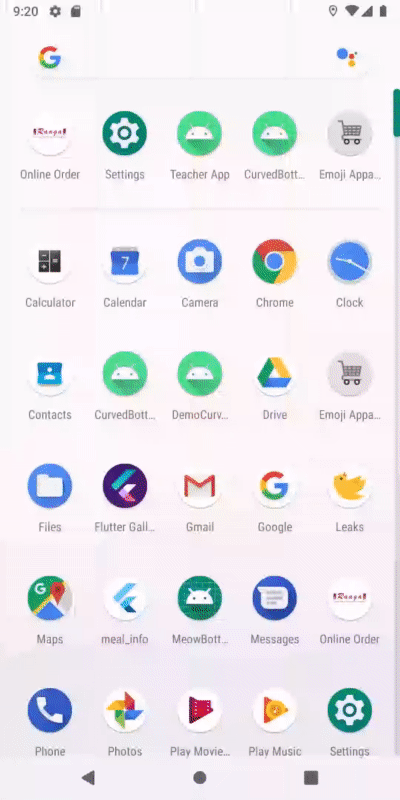 9:20
Online Order
Settings
Teacher App
CurvedBott...
Emoji Appa...
Calculator
7
Calendar
Camera
Chrome
Clock
Contacts
CurvedBott...
DemoCurv...
Drive
Emoji Appa...
Files
Flutter Gall...
Gmail
Google
Leaks
Maps
meal_info
MeowBott...
Messages
Online Order
Phone
Photos
Play Movie...
Play Music
Settings